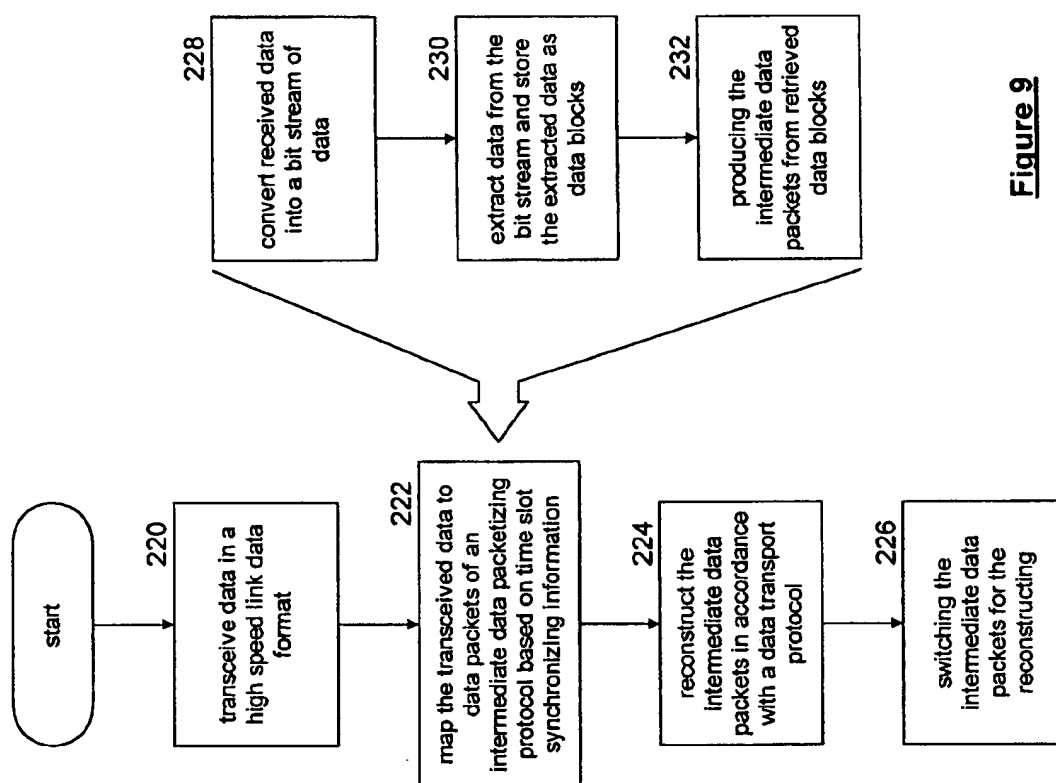 start
220
transceive data in a
high speed link data
format
222
map the transceived data to
data packets of an
intermediate data packetizing
protocol based on time slot
synchronizing information
224
reconstruct the
intermediate data
packets in accordance
with a data transport
protocol
226
switching the
intermediate data
packets for the
reconstructing
228
convert received data
into a bit stream of
data
230
extract data from the
bit stream and store
the extracted data as
data blocks
232
producing the
intermediate data
packets from retrieved
data blocks
Figure 9